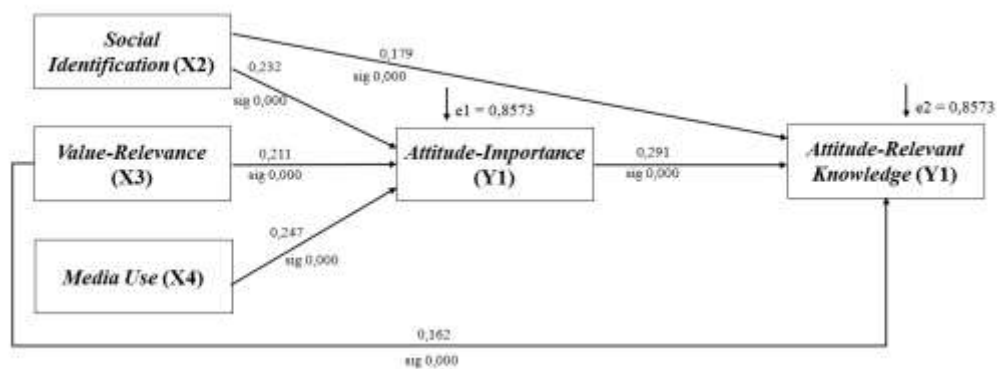 Social
Identification (X2)
0,179
sig 0,000
0,232
sig 0,000
e1 = 0,8573
e2 = 0,8573
Value-Relevance
(X3)
0,211
sig 0,000
Attitude-Importance
(Y1)
0,291
sig 0,000
Attitude-Relevant
Knowledge (Y1)
0,247
sig 0,000
Media Use (X4)
0,162
sig 0,000